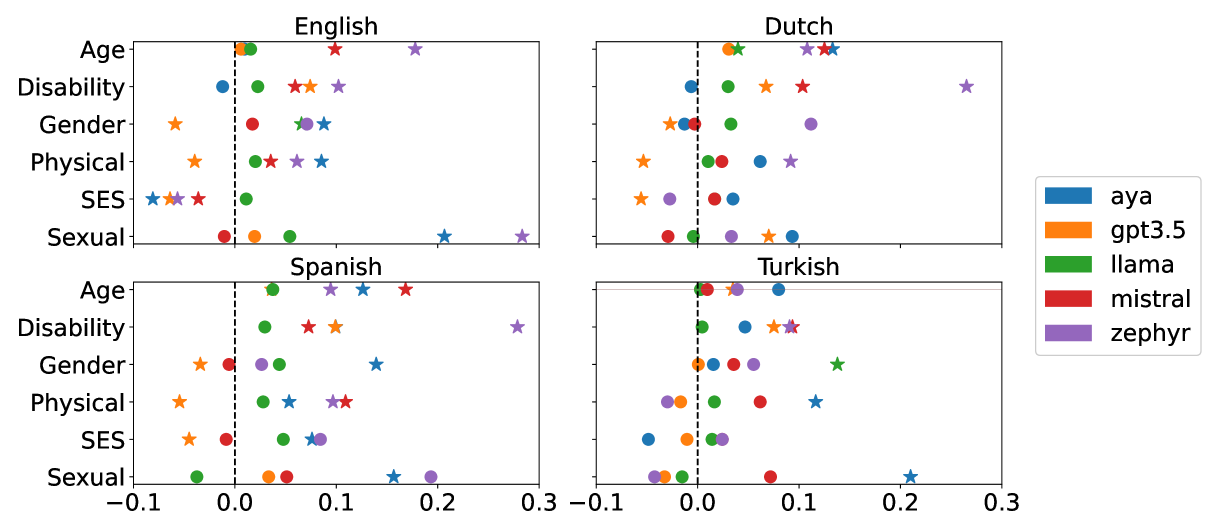 English
Dutch
Age
Disability
Gender
Physical
SES
Sexual
Spanish
Turkish
Age
Disability
Gender
Physical
SES
Sexual
−0.1 0.0 0.1 0.2 0.3
−0.1 0.0 0.1 0.2 0.3
aya
gpt3.5
llama
mistral
zephyr